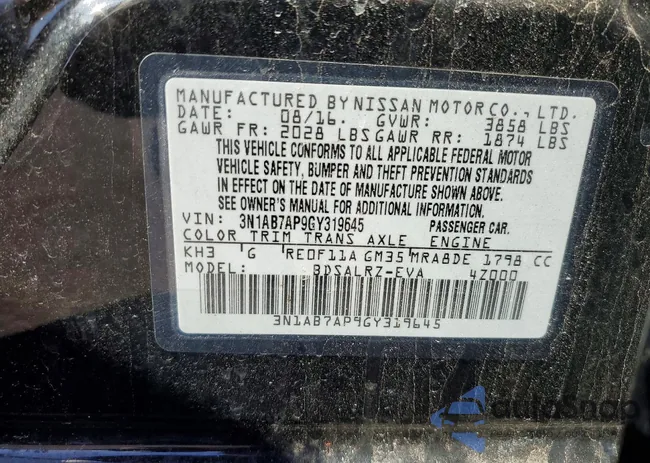 MANUFACTURED BY NISSAN MOTOR CO., LTD.
DATE: 08/16. GVWR: 3858 LBS
GAWR FR: 2028 LBS GAWR RR: 1874 LBS
THIS VEHICLE CONFORMS TO ALL APPLICABLE FEDERAL MOTOR
VEHICLE SAFETY, BUMPER AND THEFT PREVENTION STANDARDS
IN EFFECT ON THE DATE OF MANUFACTURE SHOWN ABOVE.
SEE OWNER'S MANUAL FOR ADDITIONAL INFORMATION.
VIN: 3N1AB7AP9GY319645 PASSENGER CAR.
COLOR TRIM TRANS AXLE ENGINE
KH3 'G RE0F11A GM35 MRA8DE 1798 CC
MODEL: BDSALRZ-EVA 4Z000
3N1AB7AP9GY319645
autoSnap